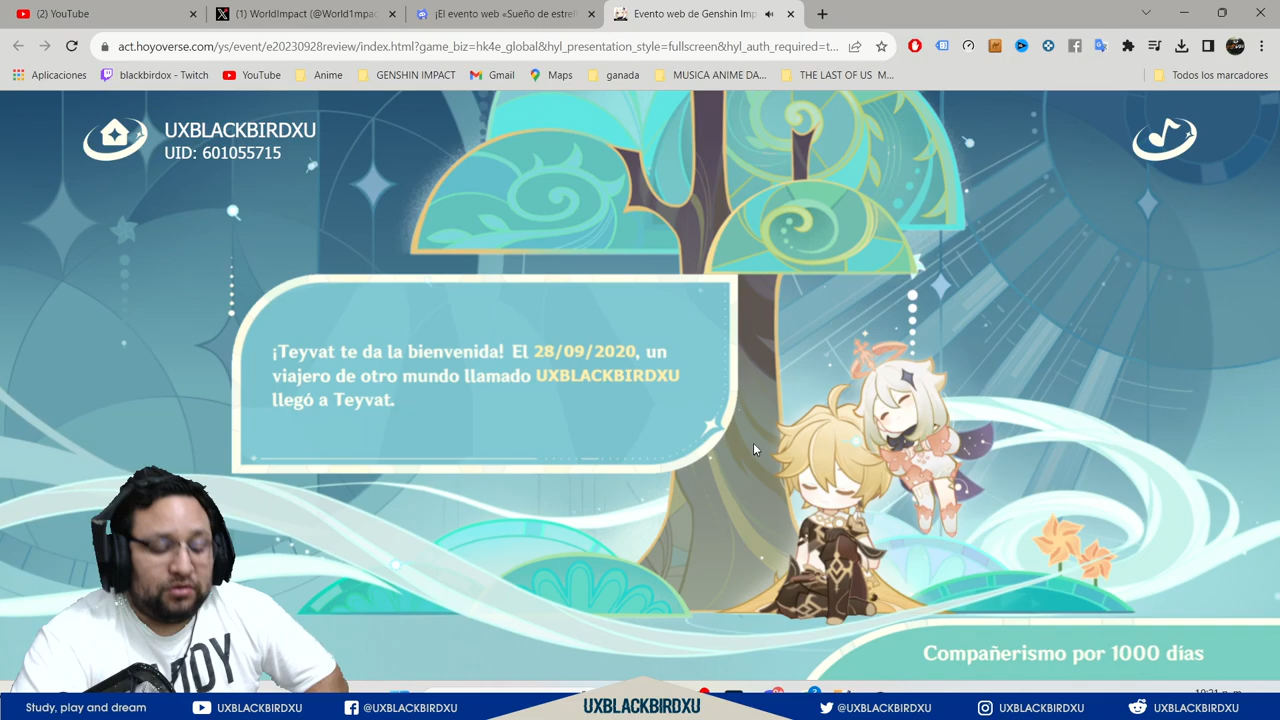 (2) YouTube
(1) WorldImpact (@World1mpac
¡El evento web «Sueño de estrell
Evento web de Genshin Imp
act.hoyoverse.com/ys/event/e20230928review/index.html?game_biz=hk4e_global&hyl_presentation_style=fullscreen&hyl_auth_required=t...
Aplicaciones
blackbirdox - Twitch
YouTube
Anime
GENSHIN IMPACT
Gmail
Maps
ganada
MUSICA ANIME DA...
THE LAST OF US M...
Todos los marcadores
UXBLACKBIRDXU
UID: 601055715
¡Teyvat te da la bienvenida! El 28/09/2020, un
viajero de otro mundo llamado UXBLACKBIRDXU
llegó a Teyvat.
Compañerismo por 1000 días
Study, play and dream
UXBLACKBIRDXU
@UXBLACKBIRDXU
UXBLACKBIRDXU
@UXBLACKBIRDXU
UXBLACKBIRDXU
UXBLACKBIRDXU